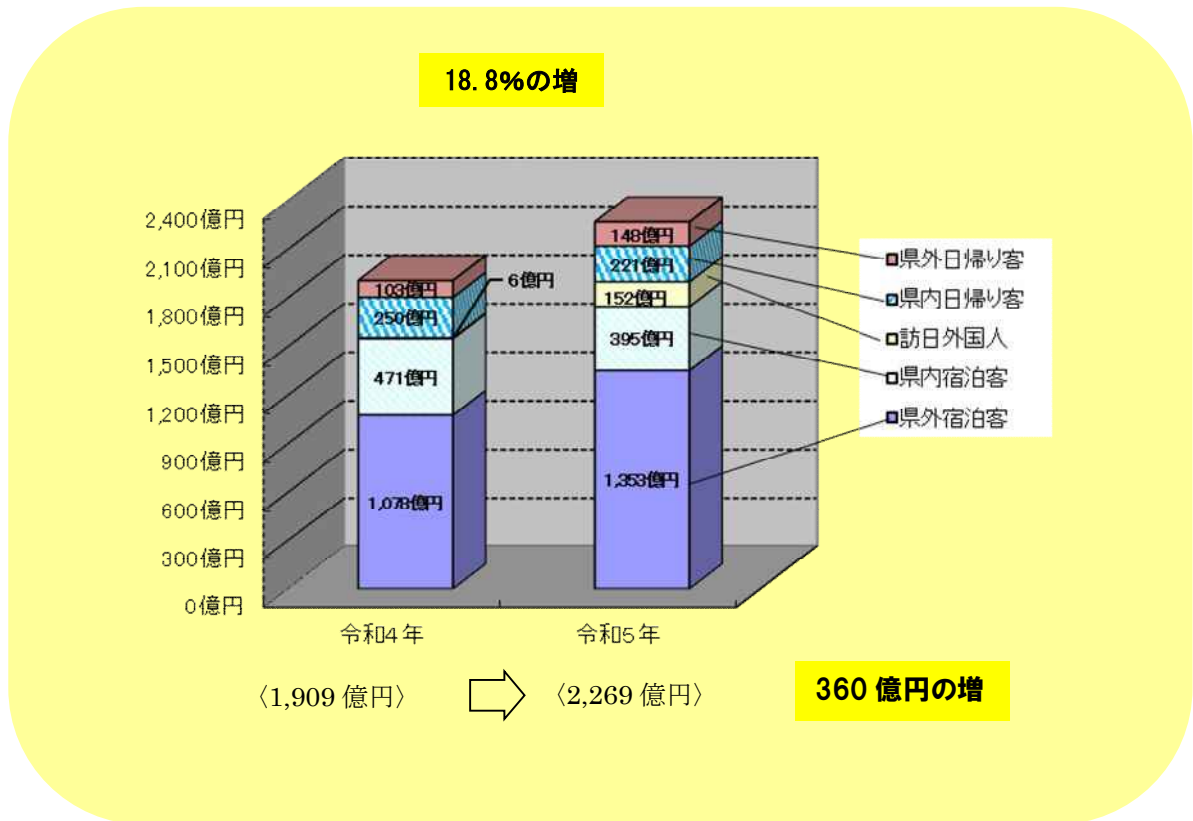 18.8%の増
2,400億円
2,100億円
1,800億円
1,500億円
1,200億円
900億円
600億円
300億円
0億円
103億円
6億円
250億円
471億円
1,078億円
148億円
221億円
152億円
395億円
1,353億円
県外日帰り客
県内日帰り客
訪日外国人
県内宿泊客
県外宿泊客
令和4年
令和5年
〈1,909 億円〉
〈2,269 億円〉
360 億円の増